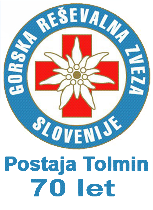 GORSKA REŠEVALNA ZVEZA
SLOVENIJE
Postaja Tolmin
70 let